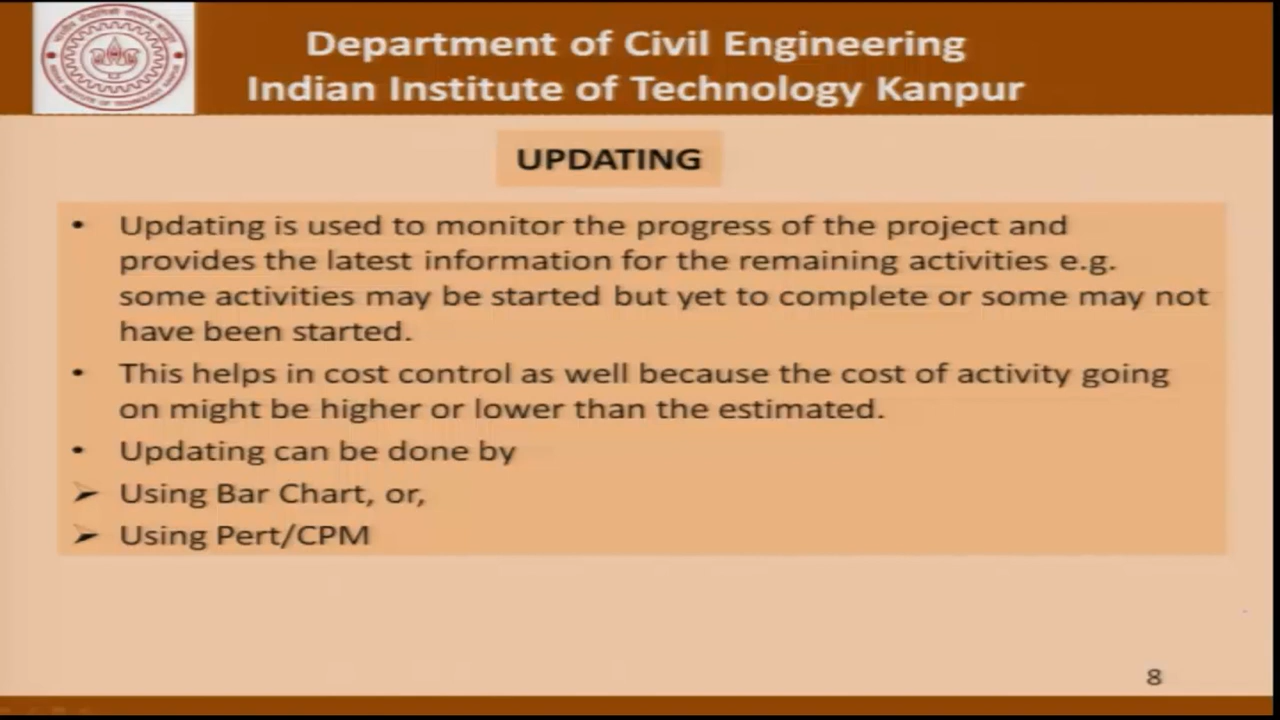 Department of Civil Engineering
Indian Institute of Technology Kanpur
UPDATING
• Updating is used to monitor the progress of the project and
provides the latest information for the remaining activities e.g.
some activities may be started but yet to complete or some may not
have been started.
• This helps in cost control as well because the cost of activity going
on might be higher or lower than the estimated.
• Updating can be done by
➢ Using Bar Chart, or,
➢ Using Pert/CPM
8